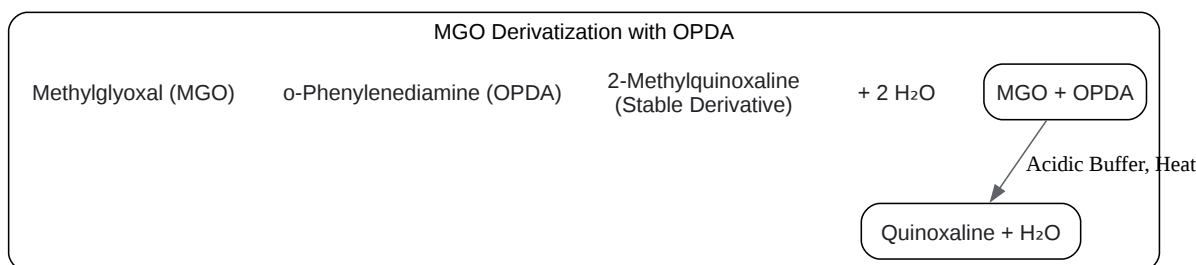 MGO Derivatization with OPDA
Methylglyoxal (MGO)
o-Phenylenediamine (OPDA)
2-Methylquinoxaline
(Stable Derivative)
+ 2 H₂O
MGO + OPDA
Acidic Buffer, Heat
Quinoxaline + H₂O